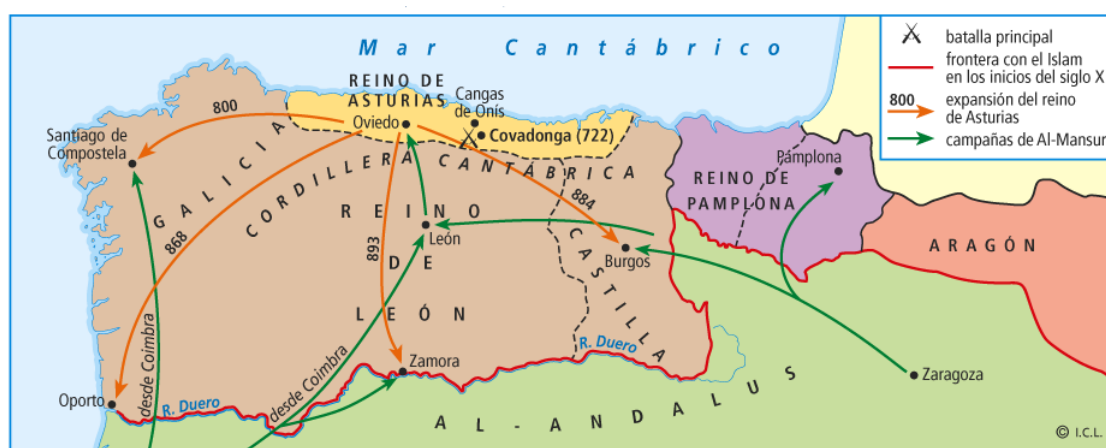 Mar Cantábrico
REINO DE
ASTURIAS
Cangas
de Onís
Oviedo
Covadonga (722)
800
Santiago de
Compostela
GALICIA
CORDILLERA CANTÁBRICA
868
893
884
REINO
DE
LEÓN
León
CASTILLA
Burgos
REINO DE
PAMPLONA
Pamplona
ARAGÓN
desde Coimbra
desde Coimbra
Zamora
R. Duero
R. Duero
Oporto
Zaragoza
AL-ANDALUS
batalla principal
frontera con el Islam
en los inicios del siglo X
800 expansión del reino
de Asturias
campañas de Al-Mansur
© I.C.L.